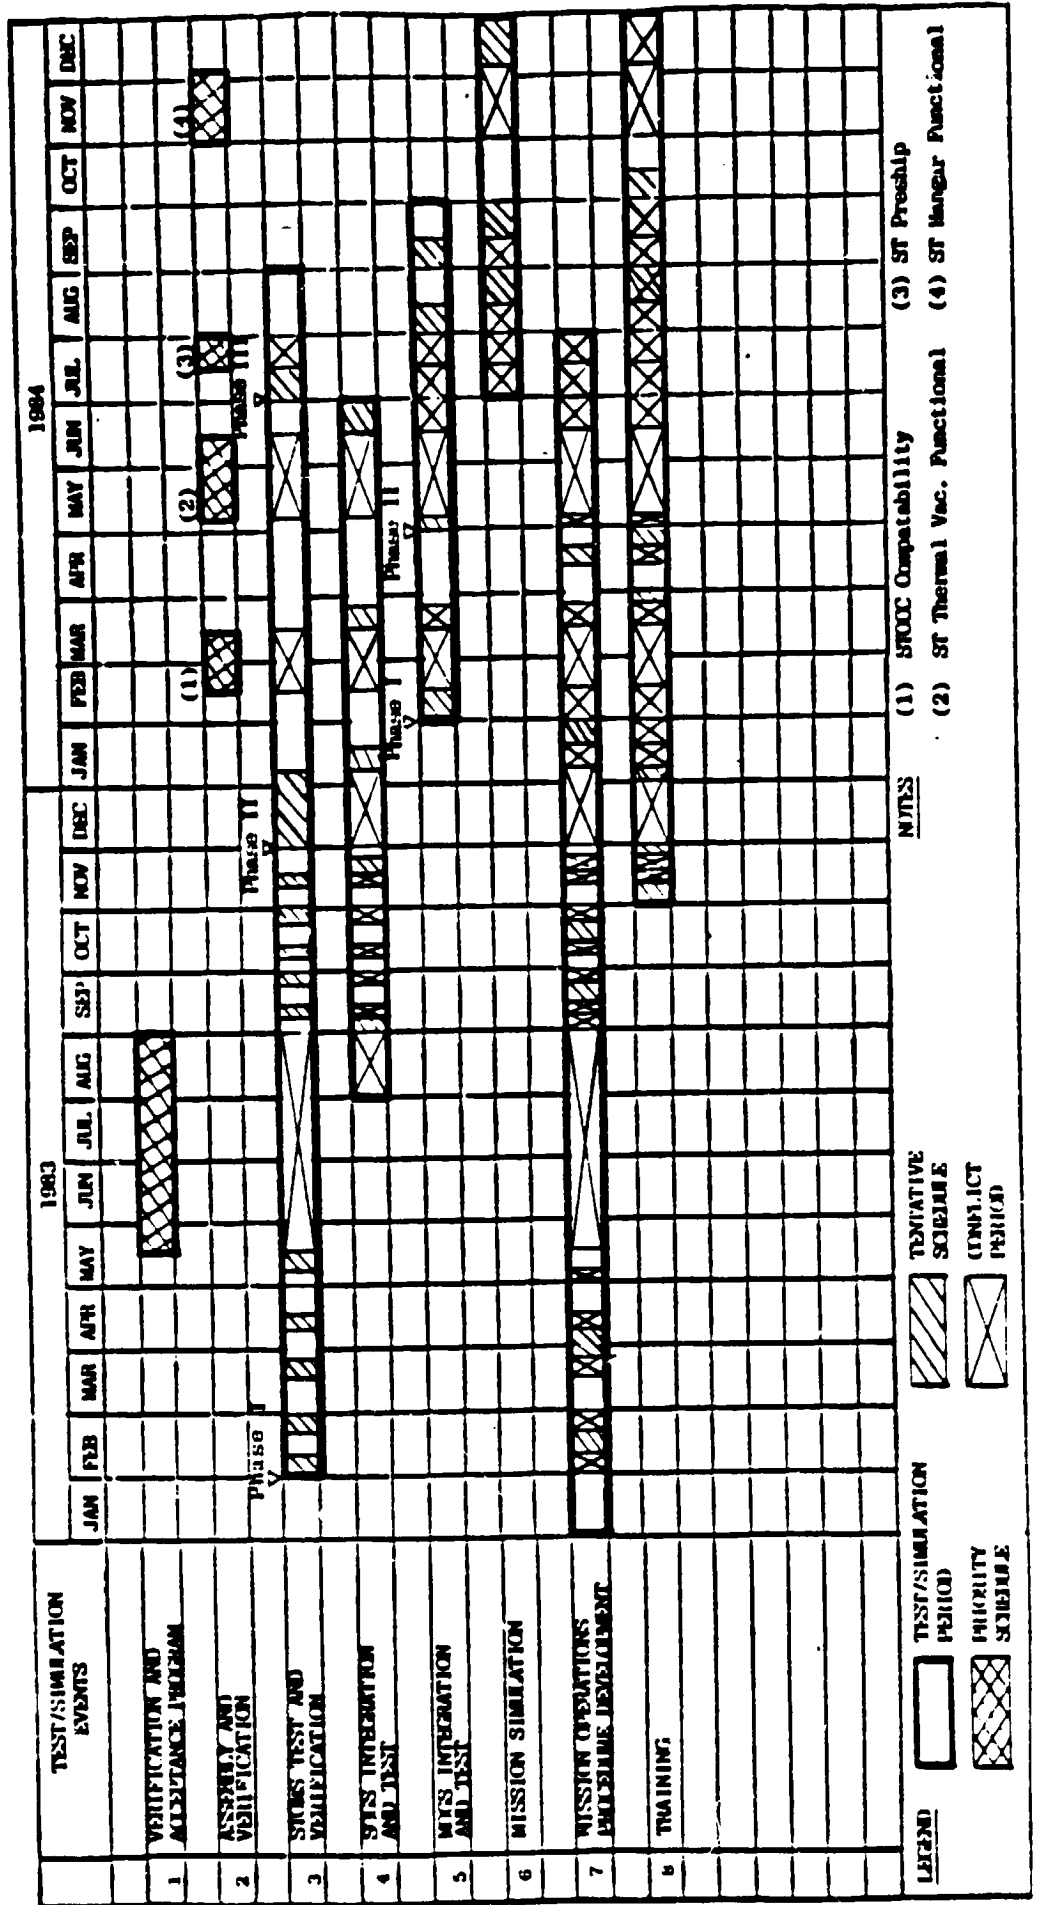 1983 1984
TEST/SIMULATION
EVENTS
JAN FEB MAR APR MAY JUN JUL AUG SEP OCT NOV DEC JAN FEB MAR APR MAY JUN JUL AUG SEP OCT NOV DEC
1 VERIFICATION AND
ACCEPTANCE PROGRAM
2 ASSEMBLY AND
VERIFICATION
(1) (2) (3) (4)
3 STOMS TEST AND
VERIFICATION
Phase I Phase II Phase III
4 SOGS INTEGRATION
AND TEST
5 MOCS INTEGRATION
AND TEST
Phase I Phase II
6 MISSION SIMULATION
7 MISSION OPERATIONS
PROCEDURE DEVELOPMENT
8 TRAINING
LEGEND
TEST/SIMULATION
PERIOD
TENTATIVE
SCHEDULE
PRIORITY
SCHEDULE
CONFLICT
PERIOD
NOTES
(1) STOCC Compatability
(2) ST Thermal Vac. Functional
(3) ST Preship
(4) ST Hangar Functional